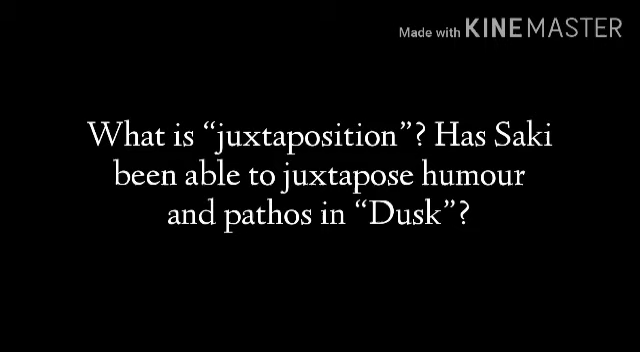 Made with KINEMASTER
What is “juxtaposition”? Has Saki
been able to juxtapose humour
and pathos in “Dusk”?